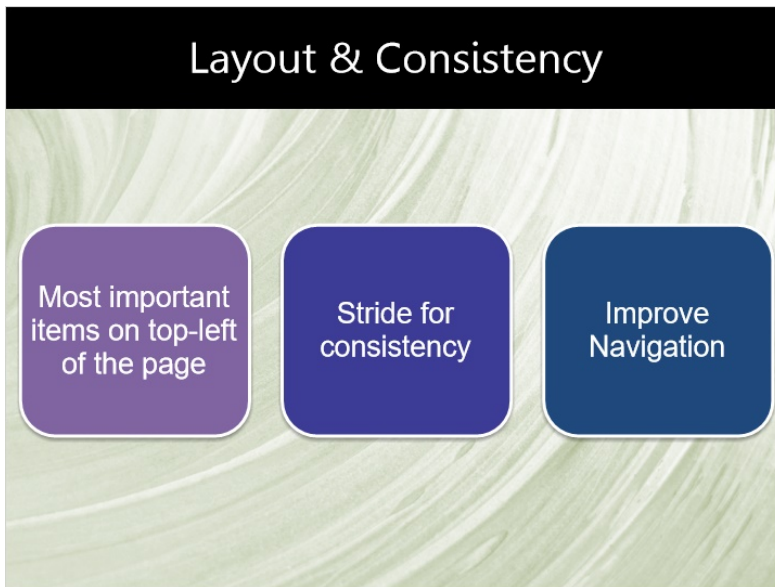 Layout & Consistency
Most important
items on top-left
of the page
Stride for
consistency
Improve
Navigation